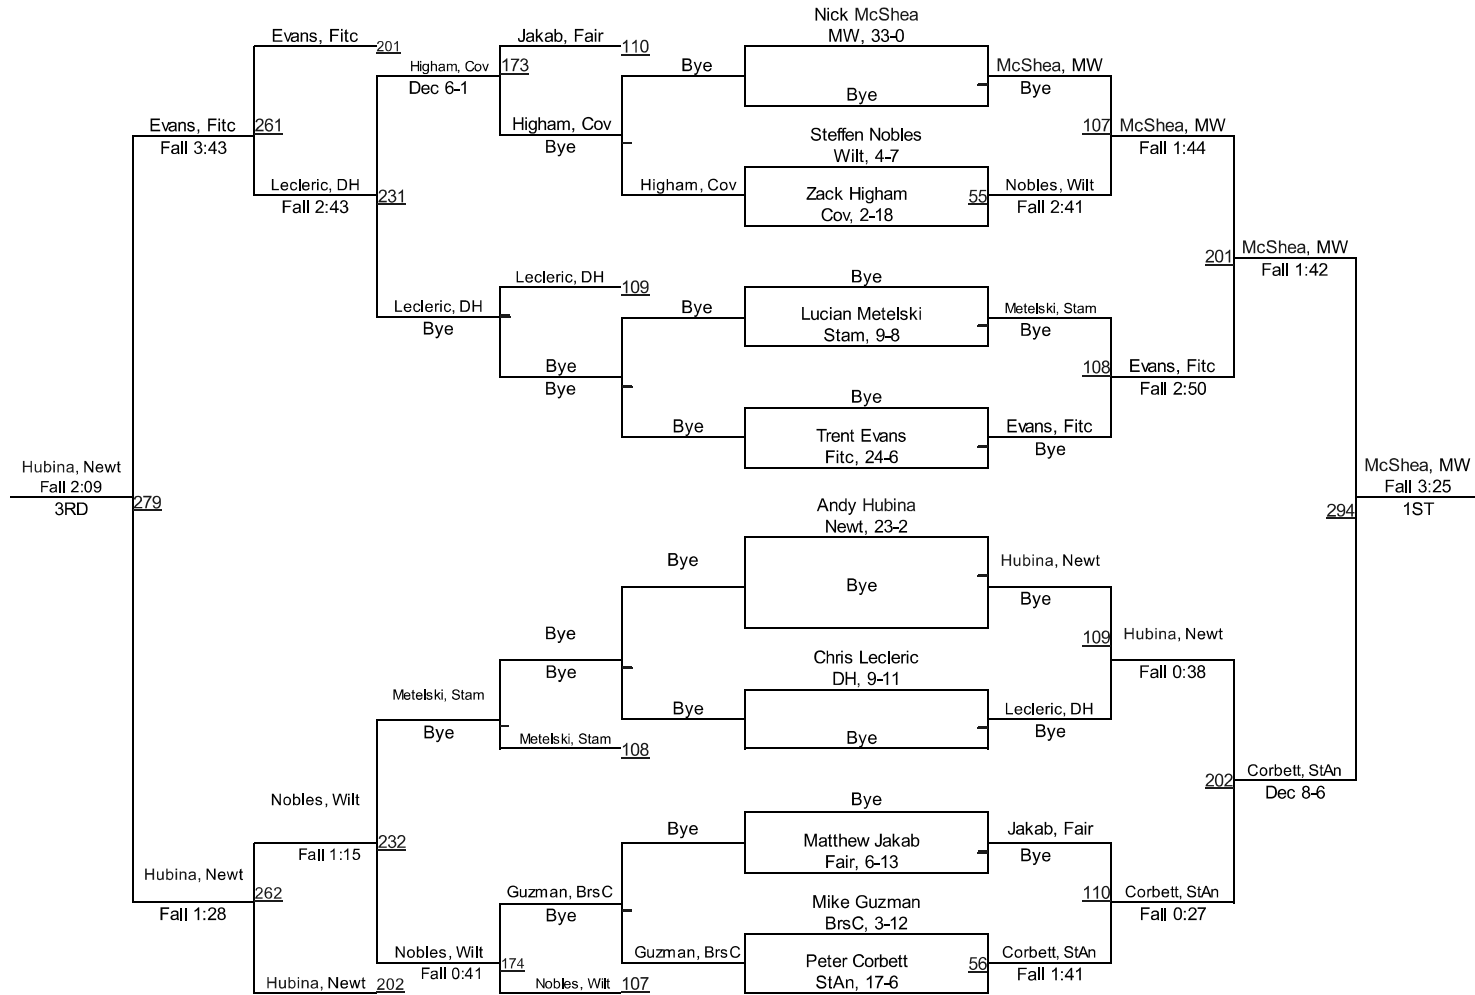 Nick McShea
MW, 33-0
Evans, Fitc
201
Jakab, Fair
110
Higham, Cov
173
Dec 6-1
Bye
McShea, MW
Bye
Bye
Evans, Fitc
261
Fall 3:43
Higham, Cov
Bye
Steffen Nobles
Wilt, 4-7
107
McShea, MW
Fall 1:44
Lecleric, DH
231
Fall 2:43
Higham, Cov
Zack Higham
Cov, 2-18
55
Nobles, Wilt
Fall 2:41
201
McShea, MW
Fall 1:42
Lecleric, DH
109
Bye
Lecleric, DH
Bye
Bye
Lucian Metelski
Stam, 9-8
Metelski, Stam
Bye
Bye
Bye
108
Evans, Fitc
Fall 2:50
Bye
Bye
Trent Evans
Fitc, 24-6
Evans, Fitc
Bye
Hubina, Newt
Fall 2:09
3RD
279
McShea, MW
Fall 3:25
1ST
294
Andy Hubina
Newt, 23-2
Bye
Bye
Hubina, Newt
Bye
Bye
Bye
109
Hubina, Newt
Fall 0:38
Chris Lecleric
DH, 9-11
Metelski, Stam
Bye
Bye
Bye
Lecleric, DH
Bye
Metelski, Stam
108
202
Corbett, StAn
Dec 8-6
Nobles, Wilt
232
Fall 1:15
Bye
Bye
Matthew Jakab
Fair, 6-13
Jakab, Fair
Bye
Hubina, Newt
262
Fall 1:28
Guzman, BrsC
Bye
Mike Guzman
BrsC, 3-12
110
Corbett, StAn
Fall 0:27
Nobles, Wilt
Fall 0:41
174
Guzman, BrsC
Peter Corbett
StAn, 17-6
56
Corbett, StAn
Fall 1:41
Hubina, Newt
202
Nobles, Wilt
107